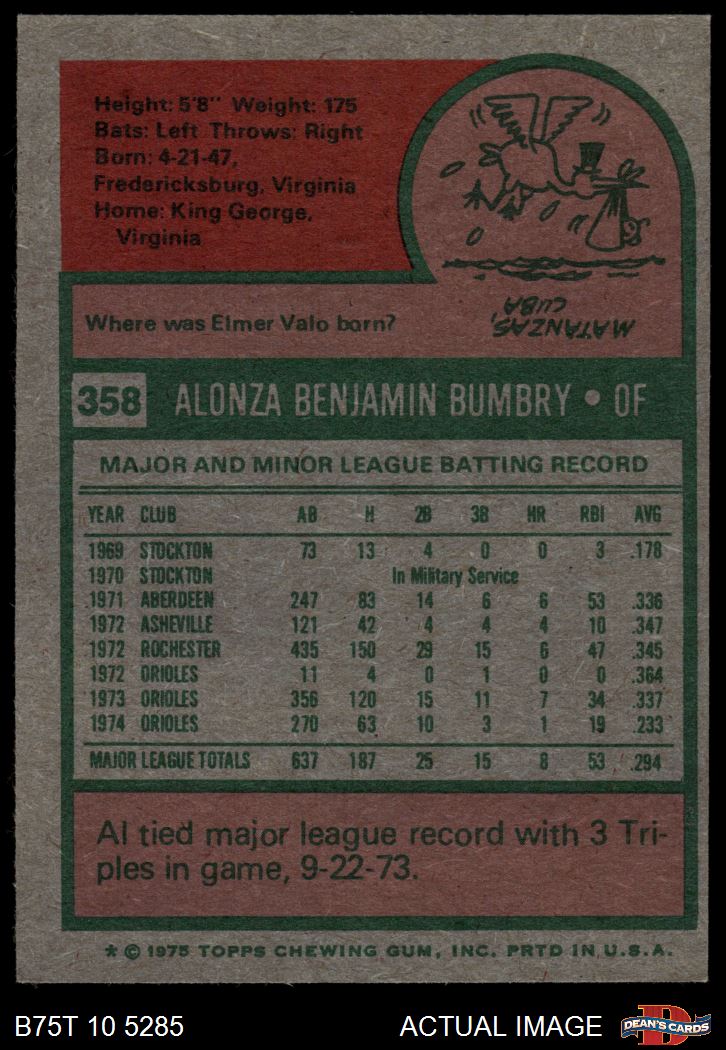 Height: 5'8" Weight: 175
Bats: Left Throws: Right
Born: 4-21-47,
Fredericksburg, Virginia
Home: King George,
Virginia
Where was Elmer Valo born?
MATANZAS,
CUBA
358 ALONZA BENJAMIN BUMBRY • OF
MAJOR AND MINOR LEAGUE BATTING RECORD
YEAR CLUB AB H 2B 3B HR RBI AVG
1969 STOCKTON 73 13 4 0 0 3 .178
1970 STOCKTON In Military Service
1971 ABERDEEN 247 83 14 6 6 53 .336
1972 ASHEVILLE 121 42 4 4 4 10 .347
1972 ROCHESTER 435 150 29 15 6 47 .345
1972 ORIOLES 11 4 0 1 0 0 .364
1973 ORIOLES 356 120 15 11 7 34 .337
1974 ORIOLES 270 63 10 3 1 19 .233
MAJOR LEAGUE TOTALS 637 187 25 15 8 53 .294
Al tied major league record with 3 Tri-
ples in game, 9-22-73.
* © 1975 TOPPS CHEWING GUM, INC. PRTD IN U.S.A.
B75T 10 5285 ACTUAL IMAGE DEAN'S CARDS